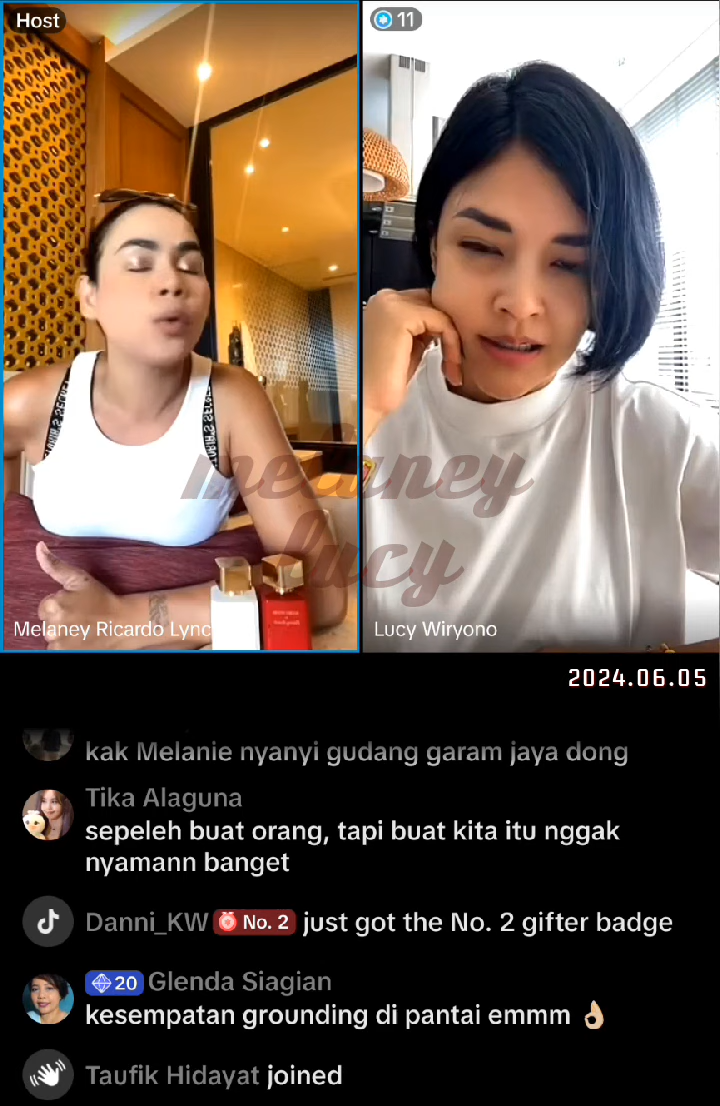 Host
11
melaney
lucy
Melaney Ricardo Lync
Lucy Wiryono
2024.06.05
kak Melanie nyanyi gudang garam jaya dong
Tika Alaguna
sepeleh buat orang, tapi buat kita itu nggak
nyamann banget
Danni_KW No. 2 just got the No. 2 gifter badge
20 Glenda Siagian
kesempatan grounding di pantai emmm 👌🏼
Taufik Hidayat joined